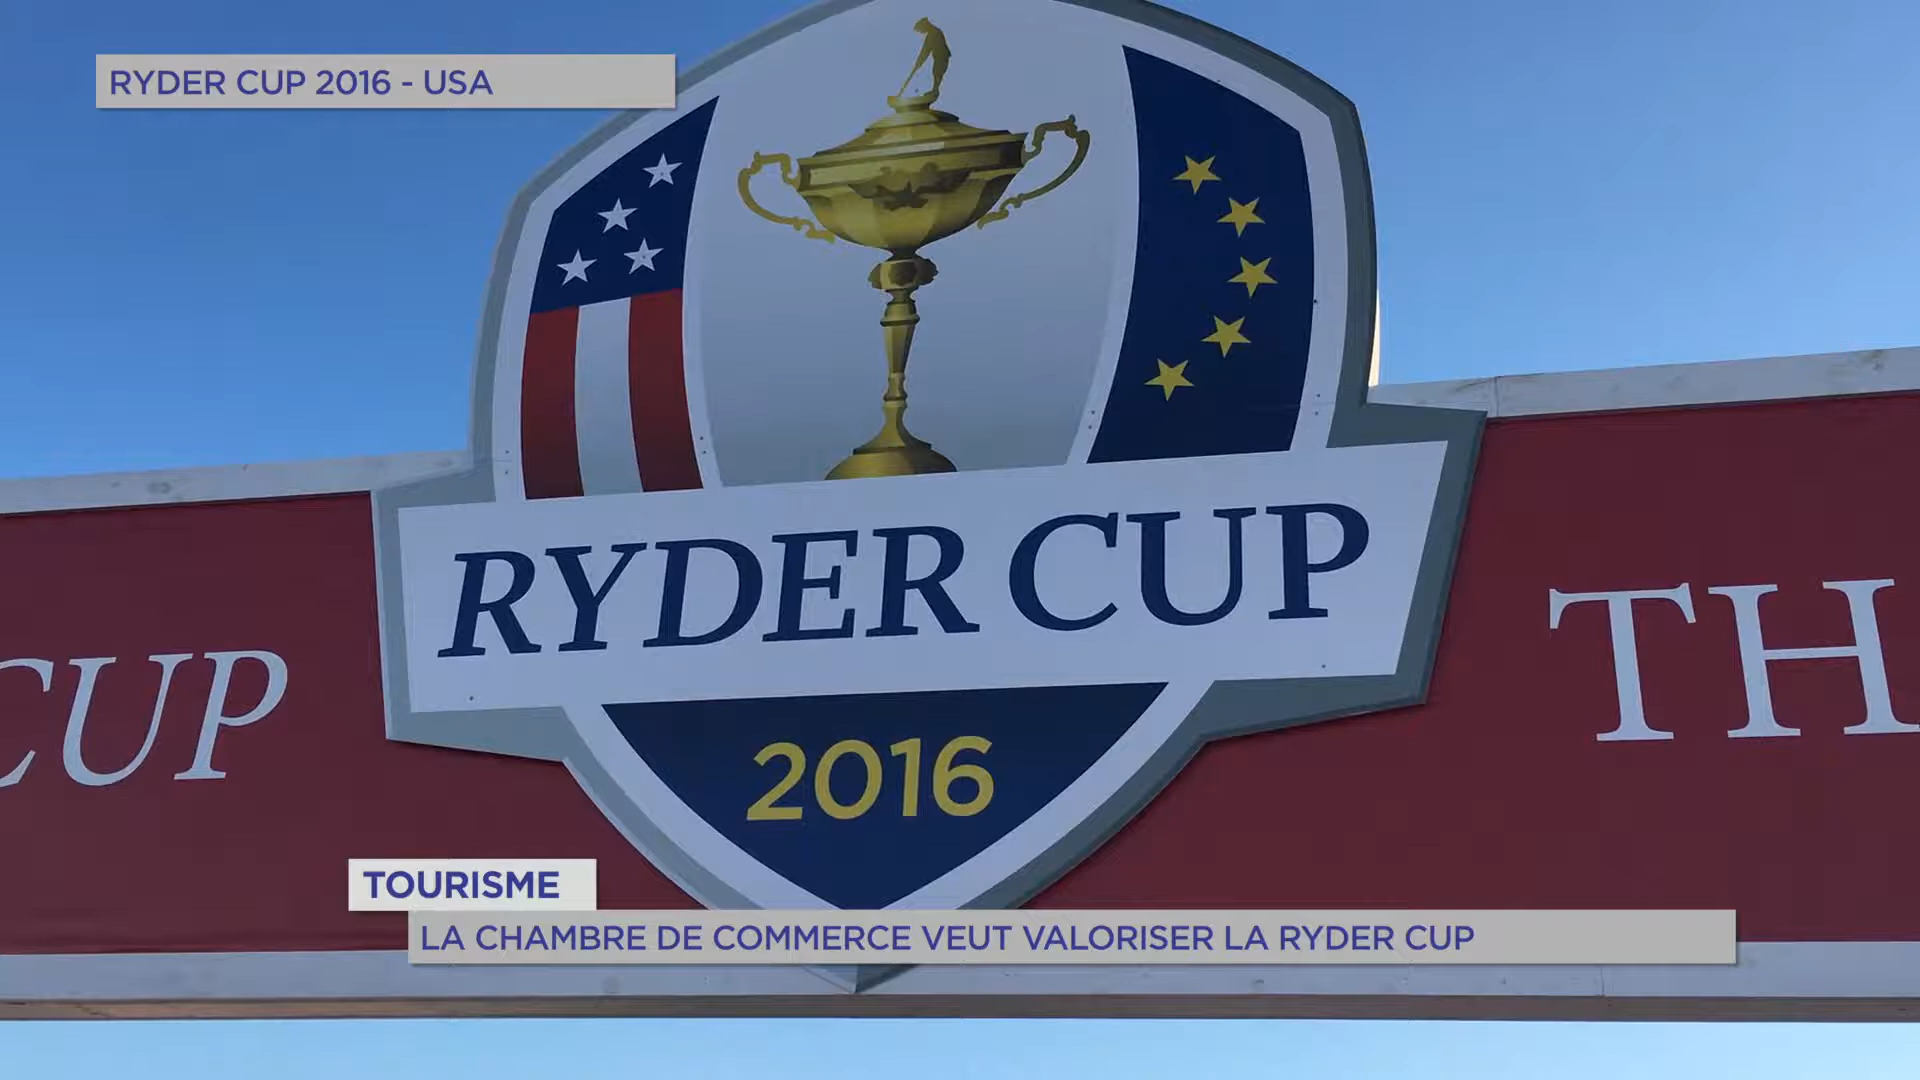 RYDER CUP 2016 - USA
RYDER CUP
CUP
TH
2016
TOURISME
LA CHAMBRE DE COMMERCE VEUT VALORISER LA RYDER CUP